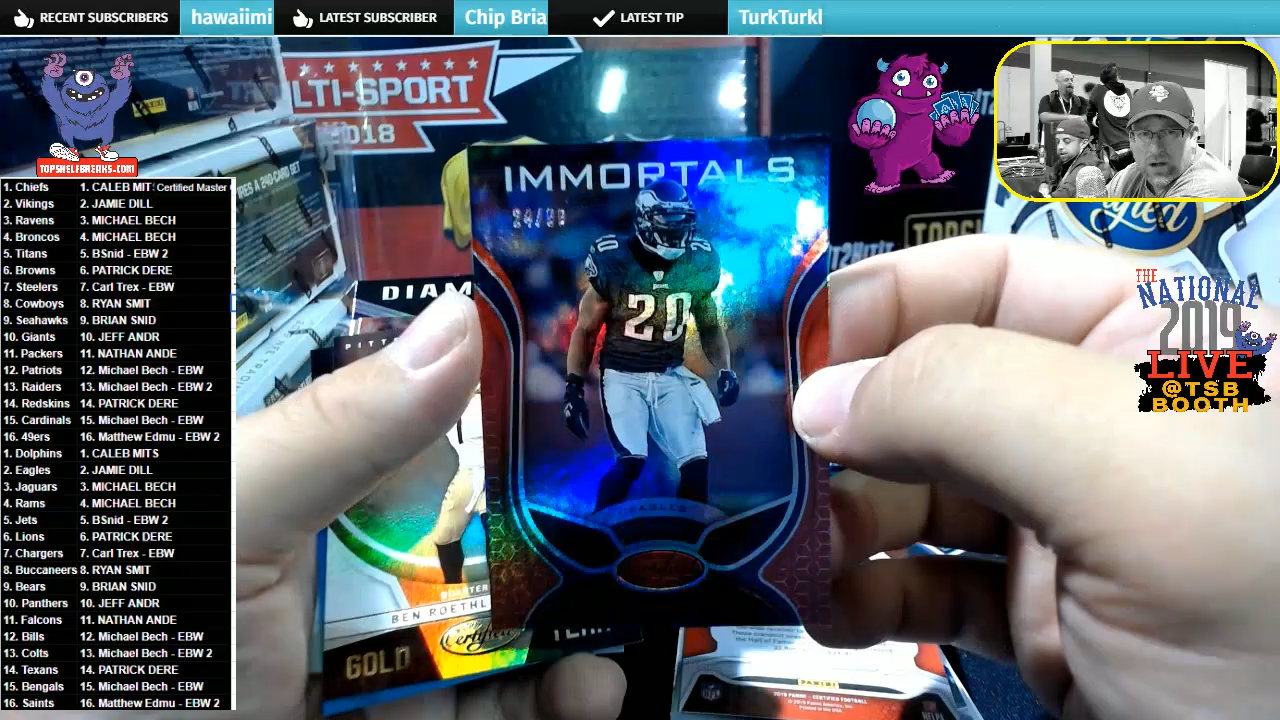 RECENT SUBSCRIBERS
hawaiimi
LATEST SUBSCRIBER
Chip Bria
LATEST TIP
TurkTurkl
LTI-SPORT
2018
TOPSHELFBREAKS.COM
1. Chiefs 1. CALEB MIT: Certified Master
2. Vikings 2. JAMIE DILL
3. Ravens 3. MICHAEL BECH
4. Broncos 4. MICHAEL BECH
5. Titans 5. BSnid - EBW 2
6. Browns 6. PATRICK DERE
7. Steelers 7. Carl Trex - EBW
8. Cowboys 8. RYAN SMIT
9. Seahawks 9. BRIAN SNID
10. Giants 10. JEFF ANDR
11. Packers 11. NATHAN ANDE
12. Patriots 12. Michael Bech - EBW
13. Raiders 13. Michael Bech - EBW 2
14. Redskins 14. PATRICK DERE
15. Cardinals 15. Michael Bech - EBW
16. 49ers 16. Matthew Edmu - EBW 2
1. Dolphins 1. CALEB MITS
2. Eagles 2. JAMIE DILL
3. Jaguars 3. MICHAEL BECH
4. Rams 4. MICHAEL BECH
5. Jets 5. BSnid - EBW 2
6. Lions 6. PATRICK DERE
7. Chargers 7. Carl Trex - EBW
8. Buccaneers 8. RYAN SMIT
9. Bears 9. BRIAN SNID
10. Panthers 10. JEFF ANDR
11. Falcons 11. NATHAN ANDE
12. Bills 12. Michael Bech - EBW
13. Colts 13. Michael Bech - EBW 2
14. Texans 14. PATRICK DERE
15. Bengals 15. Michael Bech - EBW
16. Saints 16. Matthew Edmu - EBW 2
IMMORTALS
20 20
20
EAGLES
DIAM
PITT
QUARTER
BEN ROETHL
Certified
GOLD
PANINI
Certified
THE
NATIONAL
2019
LIVE
@TSB
BOOTH